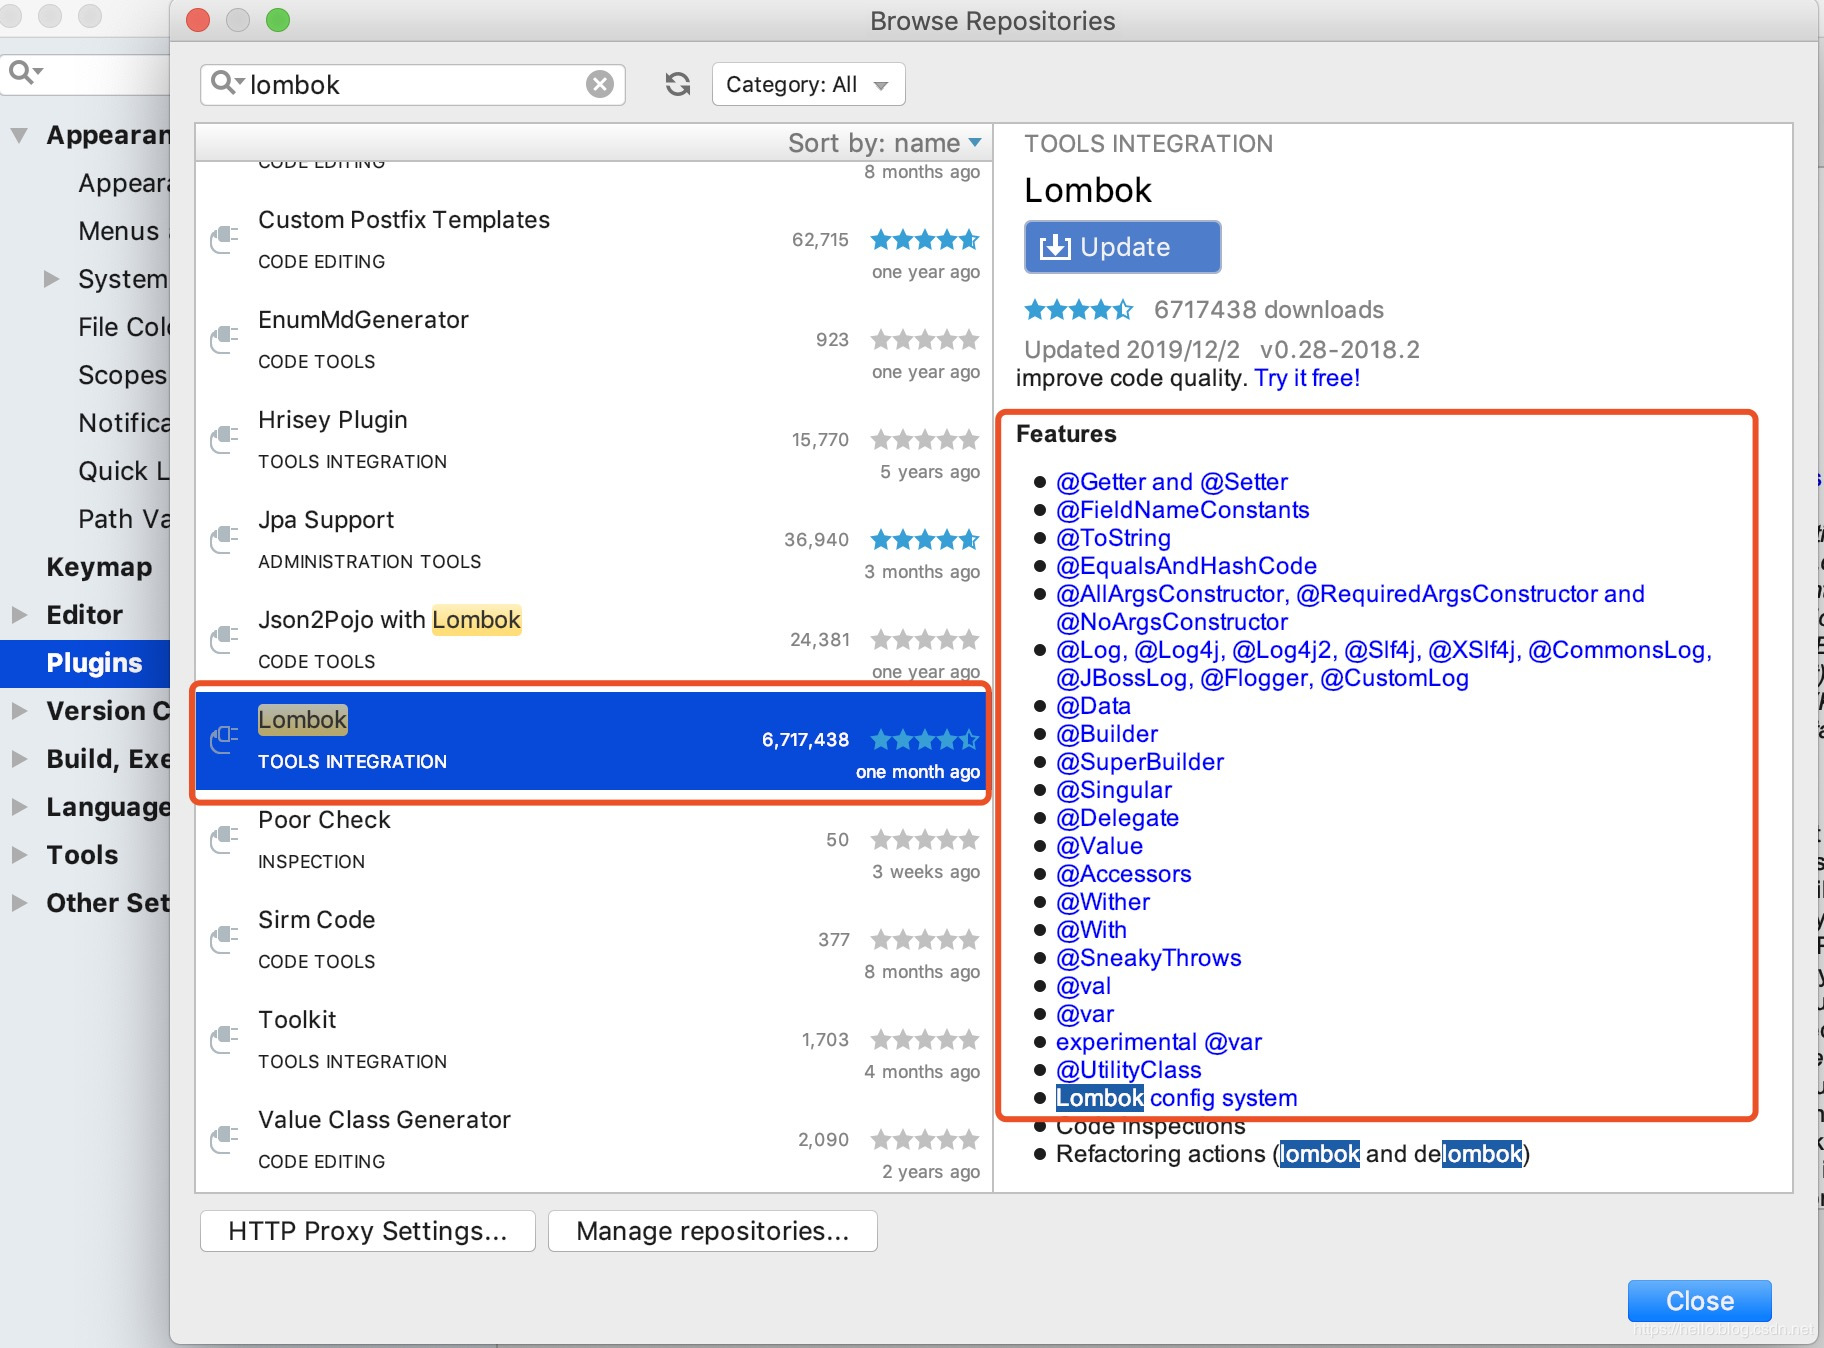 Browse Repositories
lombok
Category: All
Appearan
Appeara
Menus
System
File Colo
Scopes
Notifica
Quick L
Path Va
Keymap
Editor
Plugins
Version C
Build, Exe
Language
Tools
Other Set
Sort by: name
CODE EDITING
8 months ago
Custom Postfix Templates
62,715
CODE EDITING
one year ago
EnumMdGenerator
923
CODE TOOLS
one year ago
Hrisey Plugin
15,770
TOOLS INTEGRATION
5 years ago
Jpa Support
36,940
ADMINISTRATION TOOLS
3 months ago
Json2Pojo with Lombok
24,381
CODE TOOLS
one year ago
Lombok
6,717,438
TOOLS INTEGRATION
one month ago
Poor Check
50
INSPECTION
3 weeks ago
Sirm Code
377
CODE TOOLS
8 months ago
Toolkit
1,703
TOOLS INTEGRATION
4 months ago
Value Class Generator
2,090
CODE EDITING
2 years ago
TOOLS INTEGRATION
Lombok
Update
6717438 downloads
Updated 2019/12/2 v0.28-2018.2
improve code quality. Try it free!
Features
@Getter and @Setter
@FieldNameConstants
@ToString
@EqualsAndHashCode
@AllArgsConstructor, @RequiredArgsConstructor and
@NoArgsConstructor
@Log, @Log4j, @Log4j2, @Slf4j, @XSlf4j, @CommonsLog,
@JBossLog, @Flogger, @CustomLog
@Data
@Builder
@SuperBuilder
@Singular
@Delegate
@Value
@Accessors
@Wither
@With
@SneakyThrows
@val
@var
experimental @var
@UtilityClass
Lombok config system
Code inspections
Refactoring actions (lombok and delombok)
HTTP Proxy Settings...
Manage repositories...
Close
https://hello.blog.csdn.net